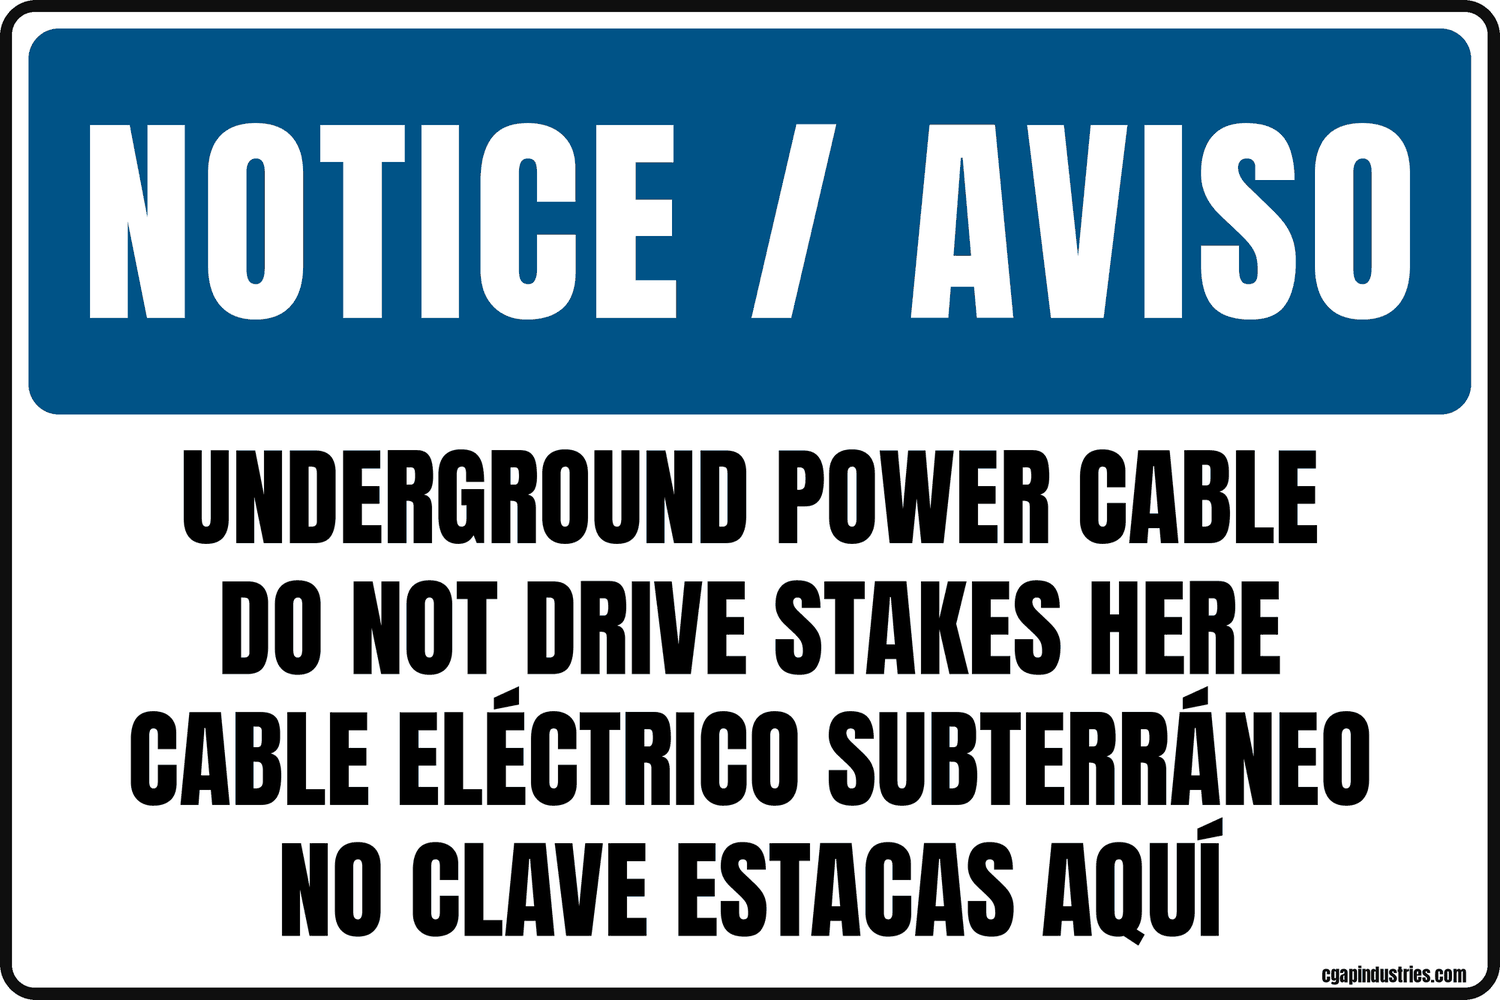 NOTICE / AVISO
UNDERGROUND POWER CABLE
DO NOT DRIVE STAKES HERE
CABLE ELÉCTRICO SUBTERRÁNEO
NO CLAVE ESTACAS AQUÍ
cgapindustries.com